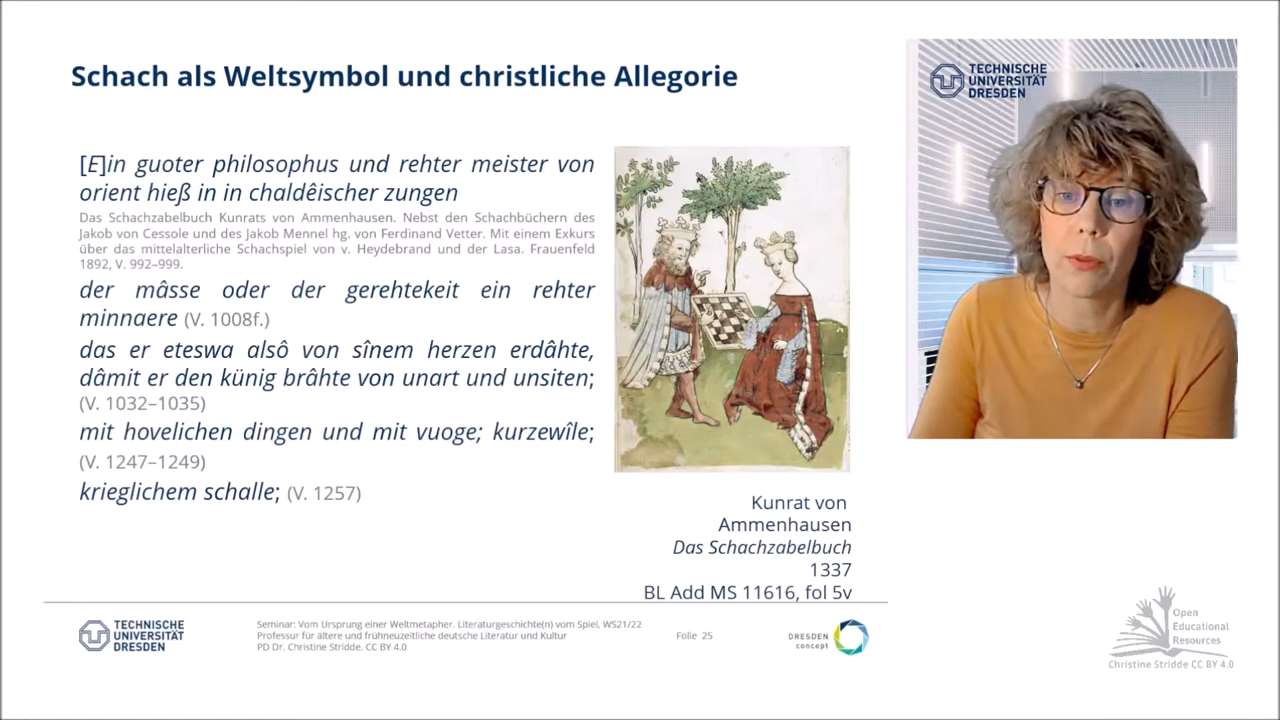 Schach als Weltsymbol und christliche Allegorie
[E]in guoter philosophus und rehter meister von
orient hieß in in chaldêischer zungen
Das Schachzabelbuch Kunrats von Ammenhausen. Nebst den Schachbüchern des
Jakob von Cessole und des Jakob Mennel hg. von Ferdinand Vetter. Mit einem Exkurs
über das mittelalterliche Schachspiel von v. Heydebrand und der Lasa. Frauenfeld
1892, V. 992–999.
der mâsse oder der gerehtekeit ein rehter
minnaere (V. 1008f.)
das er eteswa alsô von sînem herzen erdâhte,
dâmit er den künig brâhte von unart und unsiten;
(V. 1032–1035)
mit hovelichen dingen und mit vuoge; kurzewîle;
(V. 1247–1249)
krieglichem schalle; (V. 1257)
Kunrat von
Ammenhausen
Das Schachzabelbuch
1337
BL Add MS 11616, fol 5v
TECHNISCHE
UNIVERSITÄT
DRESDEN
TECHNISCHE
UNIVERSITÄT
DRESDEN
Seminar: Vom Ursprung einer Weltmetapher. Literaturgeschichte(n) vom Spiel, WS21/22
Professur für ältere und frühneuzeitliche deutsche Literatur und Kultur
PD Dr. Christine Stridde. CC BY 4.0
Folie 25
DRESDEN
concept
Open
Educational
Resources
Christine Stridde CC BY 4.0